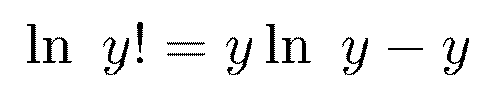 ln y! = y ln y − y